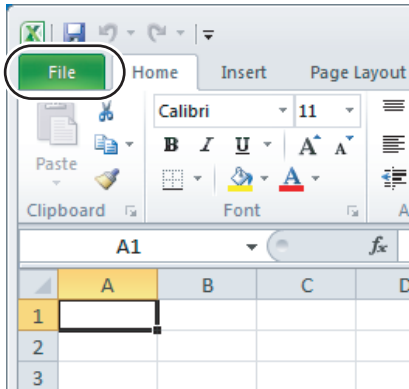 File Home Insert Page Layout
Calibri 11
B I U A A
Paste
A
Clipboard Font A
A1 fx
A B C D
1
2
3